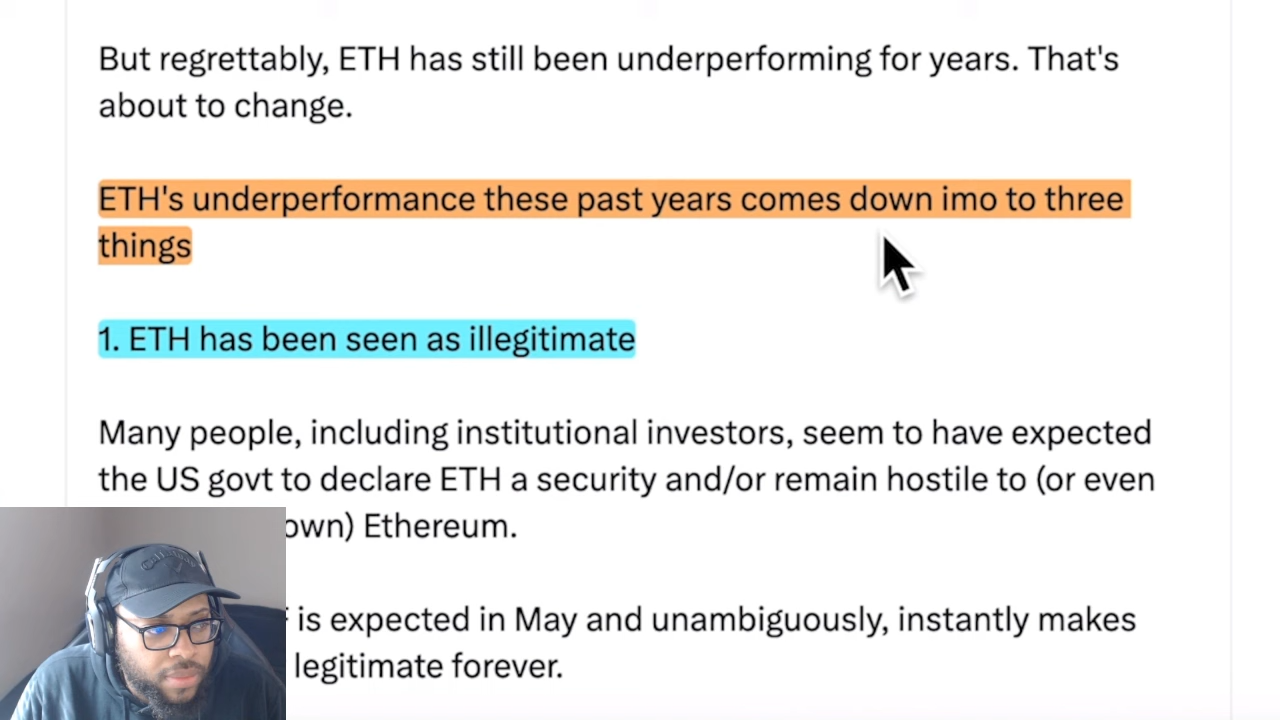 But regrettably, ETH has still been underperforming for years. That's
about to change.
ETH's underperformance these past years comes down imo to three
things
1. ETH has been seen as illegitimate
Many people, including institutional investors, seem to have expected
the US govt to declare ETH a security and/or remain hostile to (or even
own) Ethereum.
is expected in May and unambiguously, instantly makes
legitimate forever.